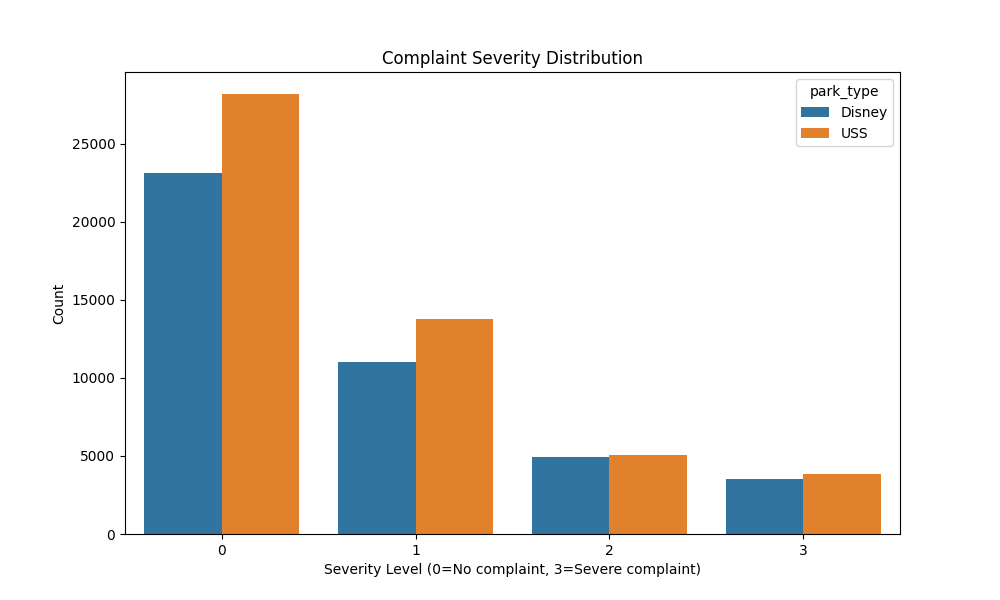 Complaint Severity Distribution
park_type
Disney
USS
Count
25000
20000
15000
10000
5000
0
0 1 2 3
Severity Level (0=No complaint, 3=Severe complaint)